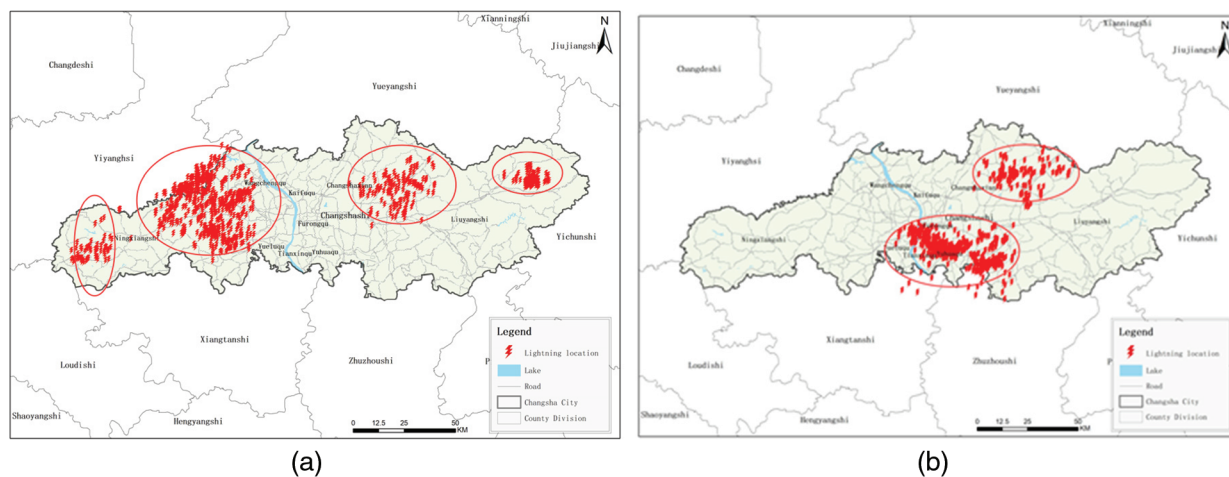 Xianningshi
N
Jiujiangshi
Changdeshi
Yueyangshi
Yiyanghsi
Wangchengqu
Kaifuqu
Changshaxian
Changshashi
Furongqu
Liuyangshi
Ningxiangshi
Yichunshi
Yueluqu
Tianxinqu
Yuhuaqu
Xiangtanshi
Loudishi
Zhuzhoushi
P
Shaoyangshi
Hengyangshi
Legend
Lightning location
Lake
Road
Changsha City
County Division
0 12.5 25 50
KM
(a)
Xianningshi
N
Jiujiangshi
Changdeshi
Yueyangshi
Yiyanghsi
Wangchengqu
Kaifuqu
Changshaxian
Changshashi
Liuyangshi
Ningxiangshi
Yichunshi
Yueluqu
Xiangtanshi
Loudishi
Zhuzhoushi
P
Shaoyangshi
Hengyangshi
Legend
Lightning location
Lake
Road
Changsha City
County Division
0 12.5 25 50
KM
(b)